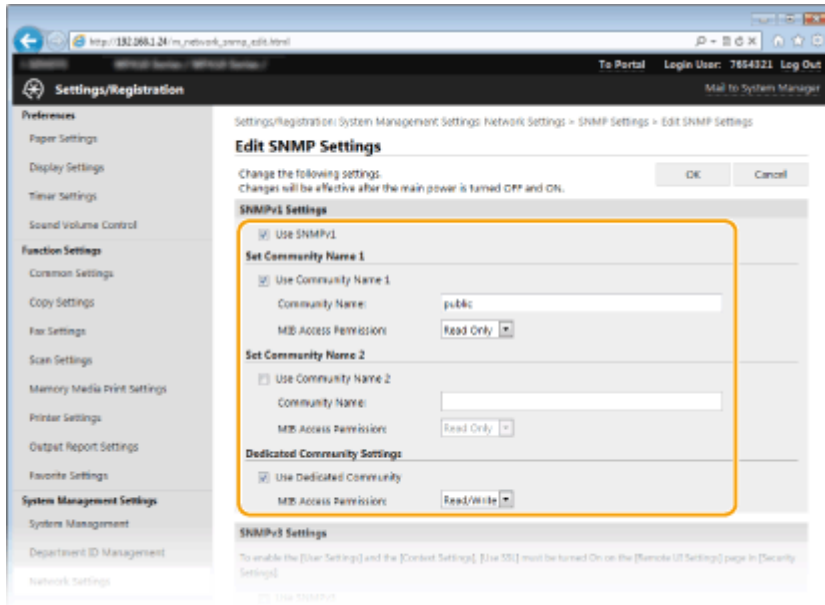 http://192.168.1.24/m_network_snmp_edit.html
To Portal Login User: 7654321 Log Out
Settings/Registration
Mail to System Manager
Preferences
Paper Settings
Display Settings
Timer Settings
Sound Volume Control
Function Settings
Common Settings
Copy Settings
Fax Settings
Scan Settings
Memory Media Print Settings
Printer Settings
Output Report Settings
Favorite Settings
System Management Settings
System Management
Department ID Management
Network Settings
Settings/Registration: System Management Settings: Network Settings > SNMP Settings > Edit SNMP Settings
Edit SNMP Settings
Change the following settings.
Changes will be effective after the main power is turned OFF and ON.
OK Cancel
SNMPv1 Settings
Use SNMPv1
Set Community Name 1
Use Community Name 1
Community Name: public
MIB Access Permission: Read Only
Set Community Name 2
Use Community Name 2
Community Name:
MIB Access Permission: Read Only
Dedicated Community Settings
Use Dedicated Community
MIB Access Permission: Read/Write
SNMPv3 Settings
To enable the [User Settings] and the [Context Settings], [Use SSL] must be turned On on the [Remote UI Settings] page in [Security
Settings].
Use SNMPv3